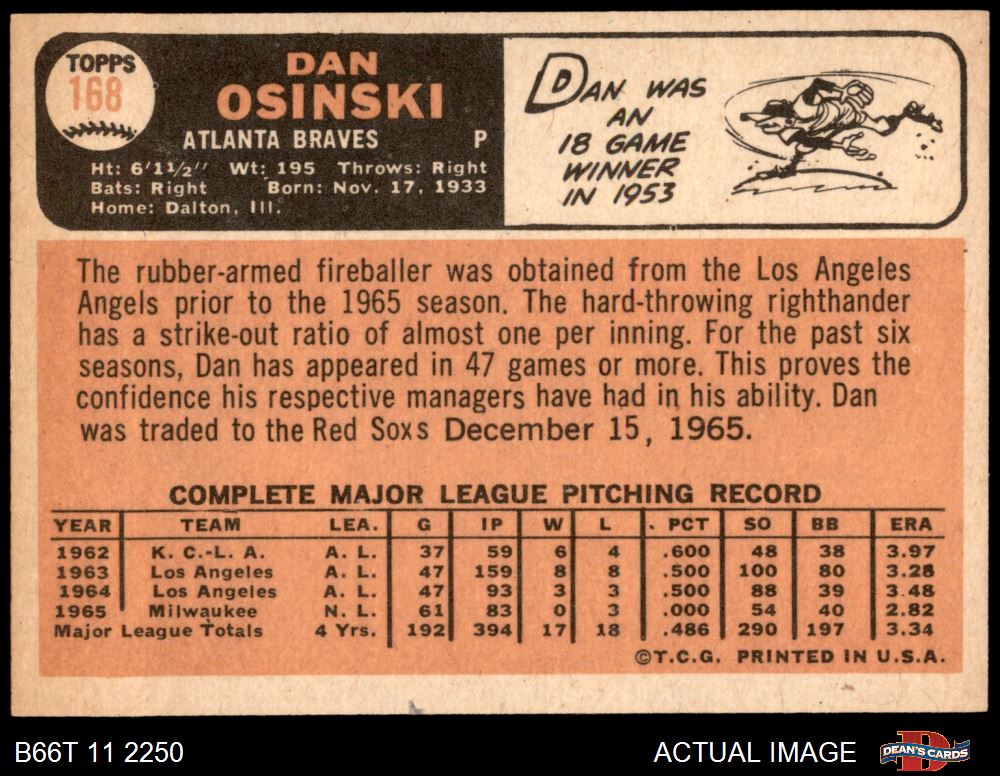 TOPPS
168
DAN
OSINSKI
ATLANTA BRAVES P
Ht: 6'1½" Wt: 195 Throws: Right
Bats: Right Born: Nov. 17, 1933
Home: Dalton, Ill.
DAN WAS
AN
18 GAME
WINNER
IN 1953
The rubber-armed fireballer was obtained from the Los Angeles
Angels prior to the 1965 season. The hard-throwing righthander
has a strike-out ratio of almost one per inning. For the past six
seasons, Dan has appeared in 47 games or more. This proves the
confidence his respective managers have had in his ability. Dan
was traded to the Red Soxs December 15, 1965.
COMPLETE MAJOR LEAGUE PITCHING RECORD
YEAR TEAM LEA. G IP W L PCT SO BB ERA
1962 K. C.-L. A. A. L. 37 59 6 4 .600 48 38 3.97
1963 Los Angeles A. L. 47 159 8 8 .500 100 80 3.28
1964 Los Angeles A. L. 47 93 3 3 .500 88 39 3.48
1965 Milwaukee N. L. 61 83 0 3 .000 54 40 2.82
Major League Totals 4 Yrs. 192 394 17 18 .486 290 197 3.34
©T.C.G. PRINTED IN U.S.A.
B66T 11 2250 ACTUAL IMAGE DEAN'S CARDS